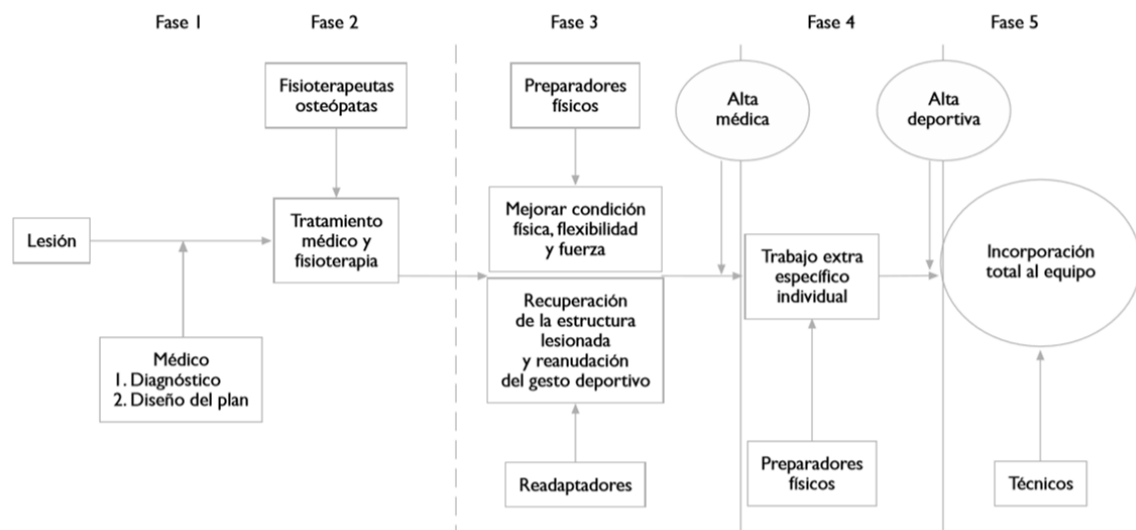 Fase 1
Fase 2
Fase 3
Fase 4
Fase 5
Fisioterapeutas
osteópatas
Preparadores
físicos
Alta
médica
Alta
deportiva
Lesión
Tratamiento
médico y
fisioterapia
Mejorar condición
física, flexibilidad
y fuerza
Recuperación
de la estructura
lesionada
y reanudación
del gesto deportivo
Trabajo extra
específico
individual
Incorporación
total al equipo
Médico
1. Diagnóstico
2. Diseño del plan
Readaptadores
Preparadores
físicos
Técnicos